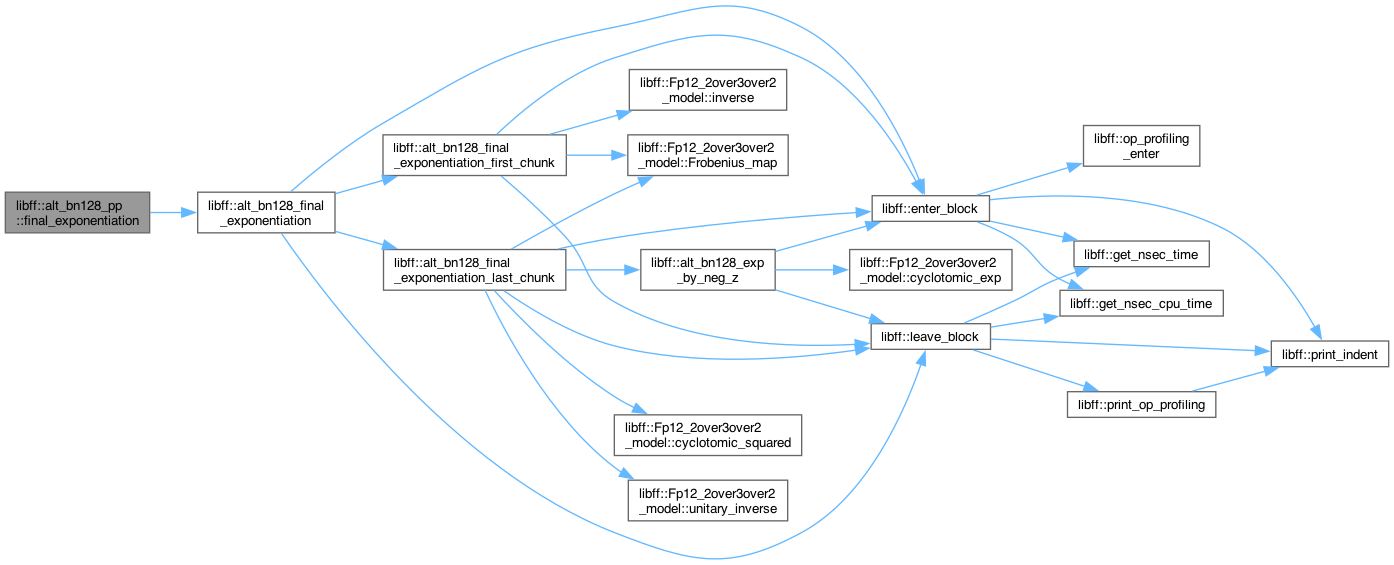 libff::alt_bn128_pp
::final_exponentiation
libff::alt_bn128_final
_exponentiation
libff::alt_bn128_final
_exponentiation_first_chunk
libff::alt_bn128_final
_exponentiation_last_chunk
libff::Fp12_2over3over2
_model::inverse
libff::Fp12_2over3over2
_model::Frobenius_map
libff::alt_bn128_exp
_by_neg_z
libff::Fp12_2over3over2
_model::cyclotomic_squared
libff::Fp12_2over3over2
_model::unitary_inverse
libff::enter_block
libff::Fp12_2over3over2
_model::cyclotomic_exp
libff::leave_block
libff::op_profiling
_enter
libff::get_nsec_time
libff::get_nsec_cpu_time
libff::print_op_profiling
libff::print_indent